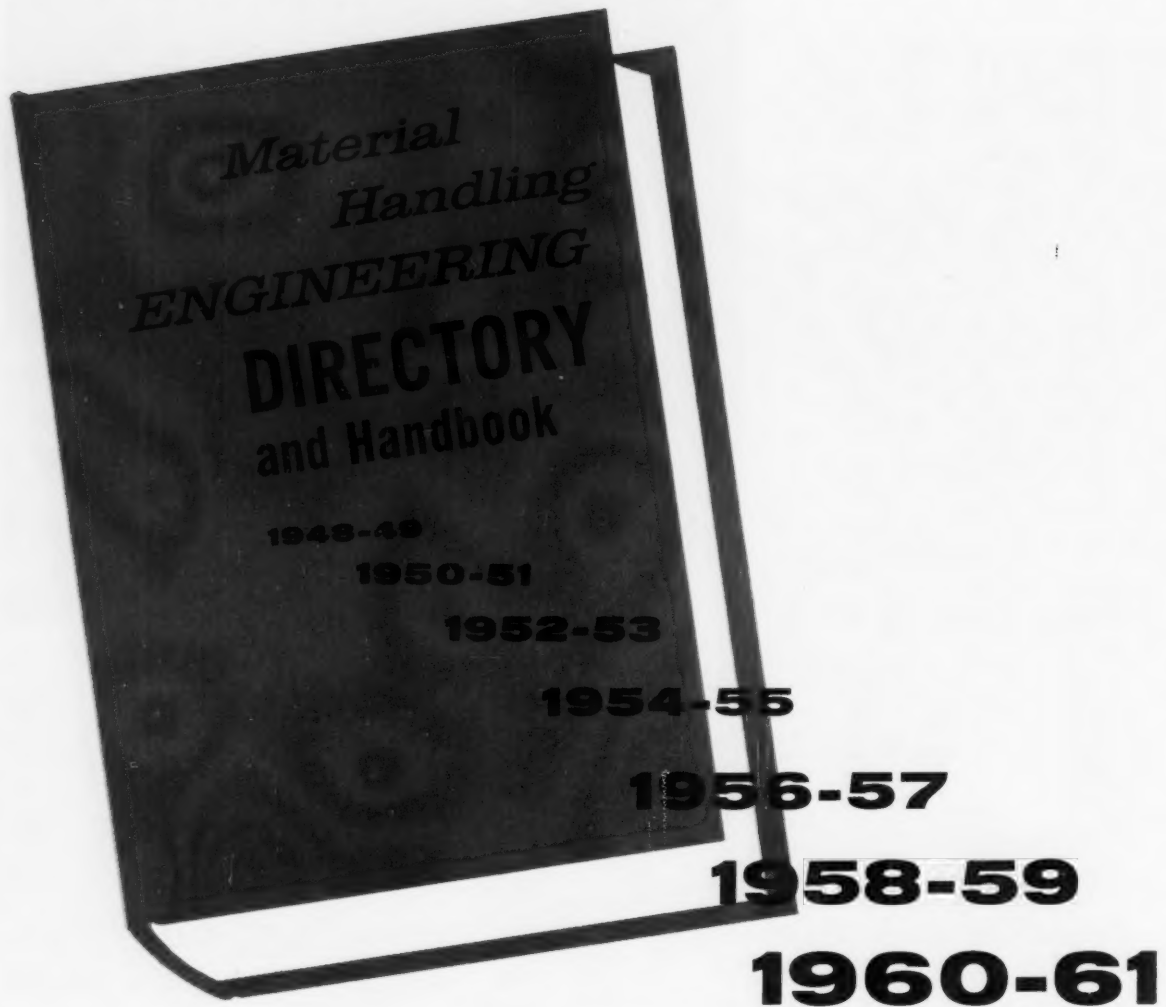 Material
Handling
ENGINEERING
DIRECTORY
and Handbook
1948-49
1950-51
1952-53
1954-55
1956-57
1958-59
1960-61